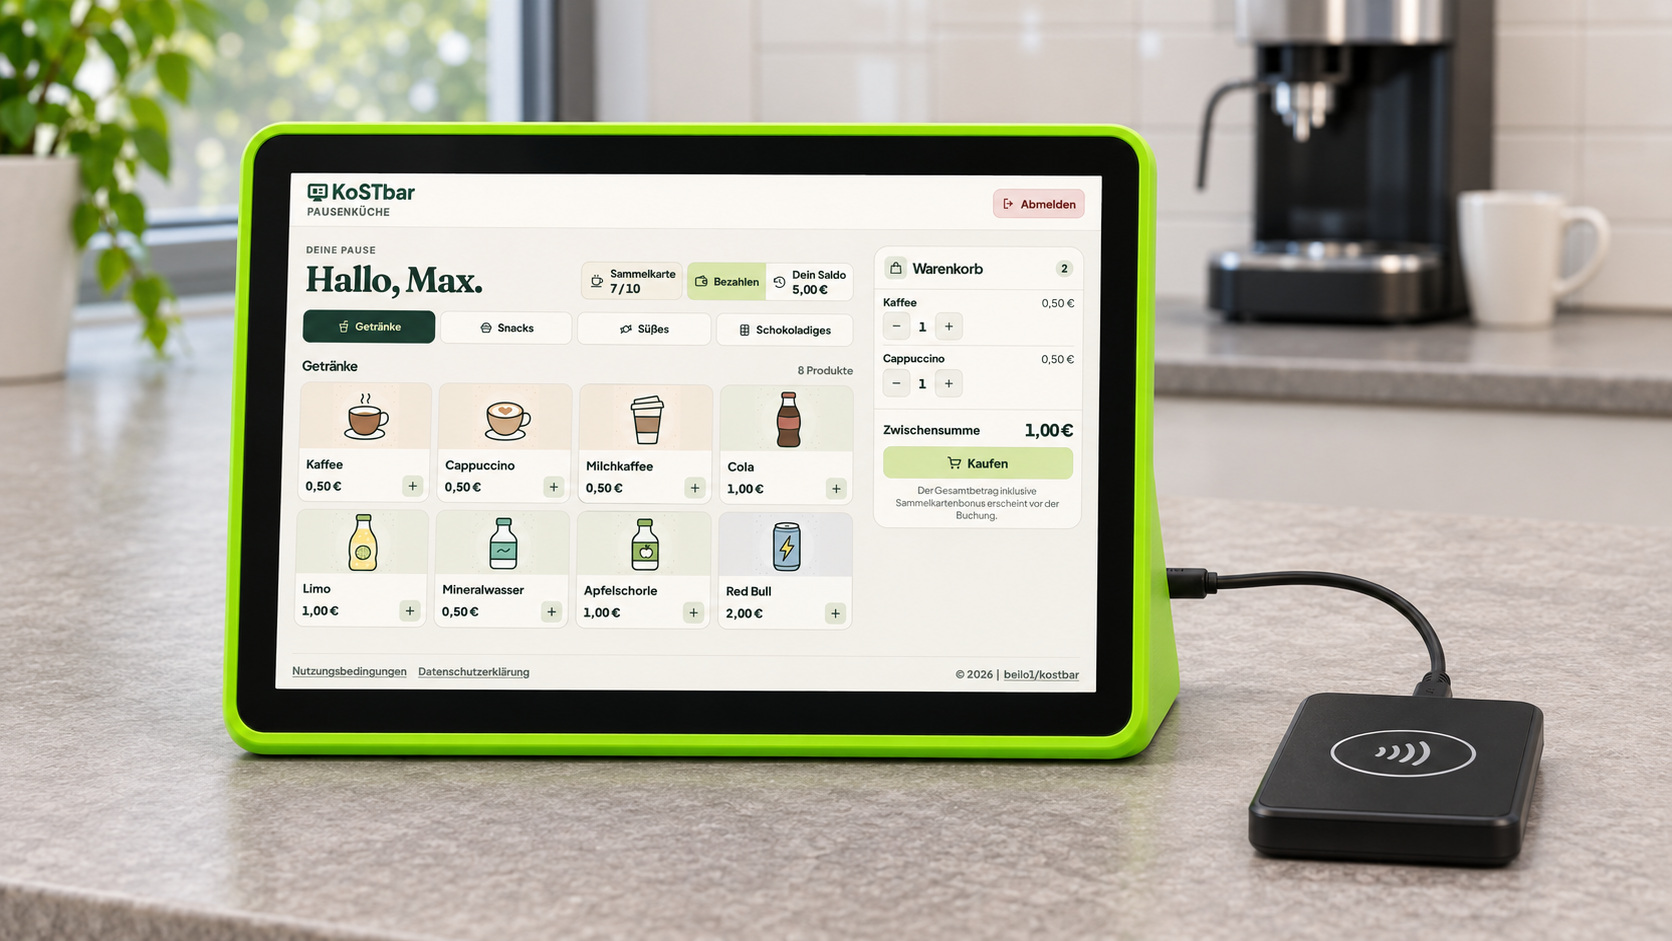 KoSTbar
PAUSENKÜCHE
Abmelden
DEINE PAUSE
Hallo, Max.
Sammelkarte
7/10
Bezahlen
Dein Saldo
5,00 €
Getränke
Snacks
Süßes
Schokoladiges
Getränke
8 Produkte
Kaffee
0,50 €
Cappuccino
0,50 €
Milchkaffee
0,50 €
Cola
1,00 €
Limo
1,00 €
Mineralwasser
0,50 €
Apfelschorle
1,00 €
Red Bull
2,00 €
Warenkorb
2
Kaffee
0,50 €
− 1 +
Cappuccino
0,50 €
− 1 +
Zwischensumme
1,00 €
Kaufen
Der Gesamtbetrag inklusive
Sammelkartenbonus erscheint vor der
Buchung.
Nutzungsbedingungen
Datenschutzerklärung
© 2026 | beilo1/kostbar